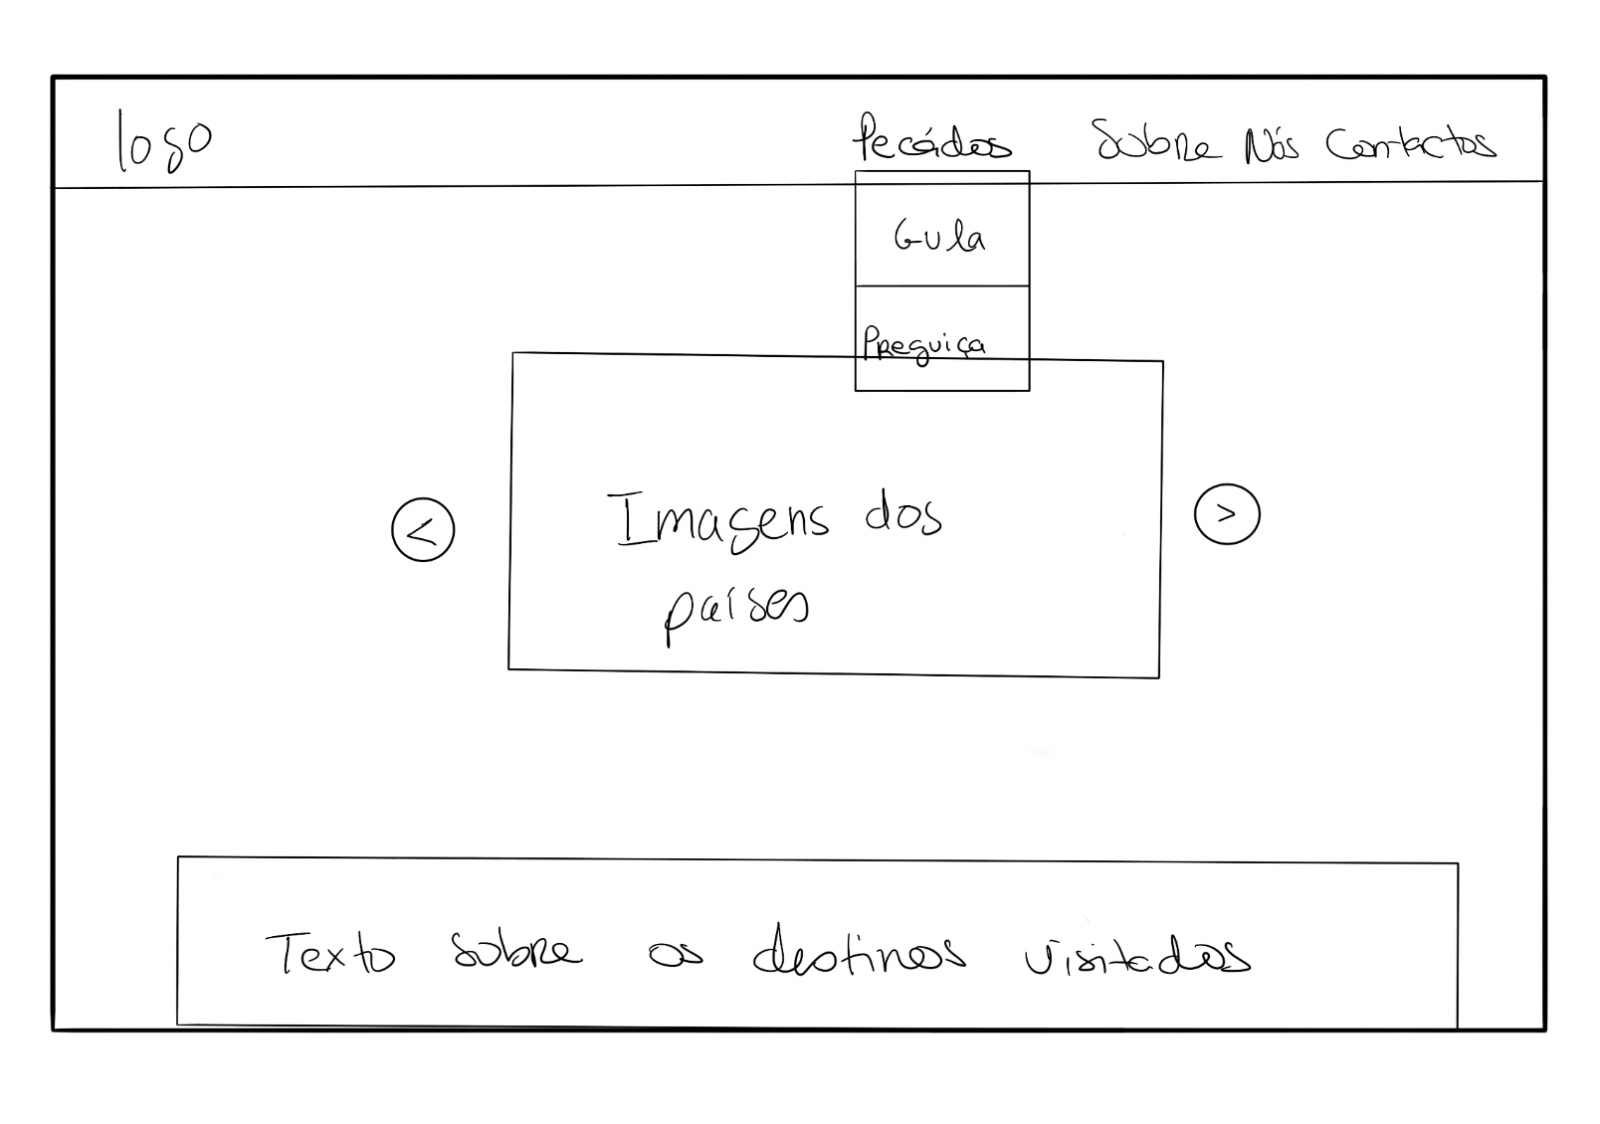 logo
Pecádos Sobre Nós Contactos
Gula
Preguiça
<
Imagens dos
países
>
Texto sobre os destinos visitados